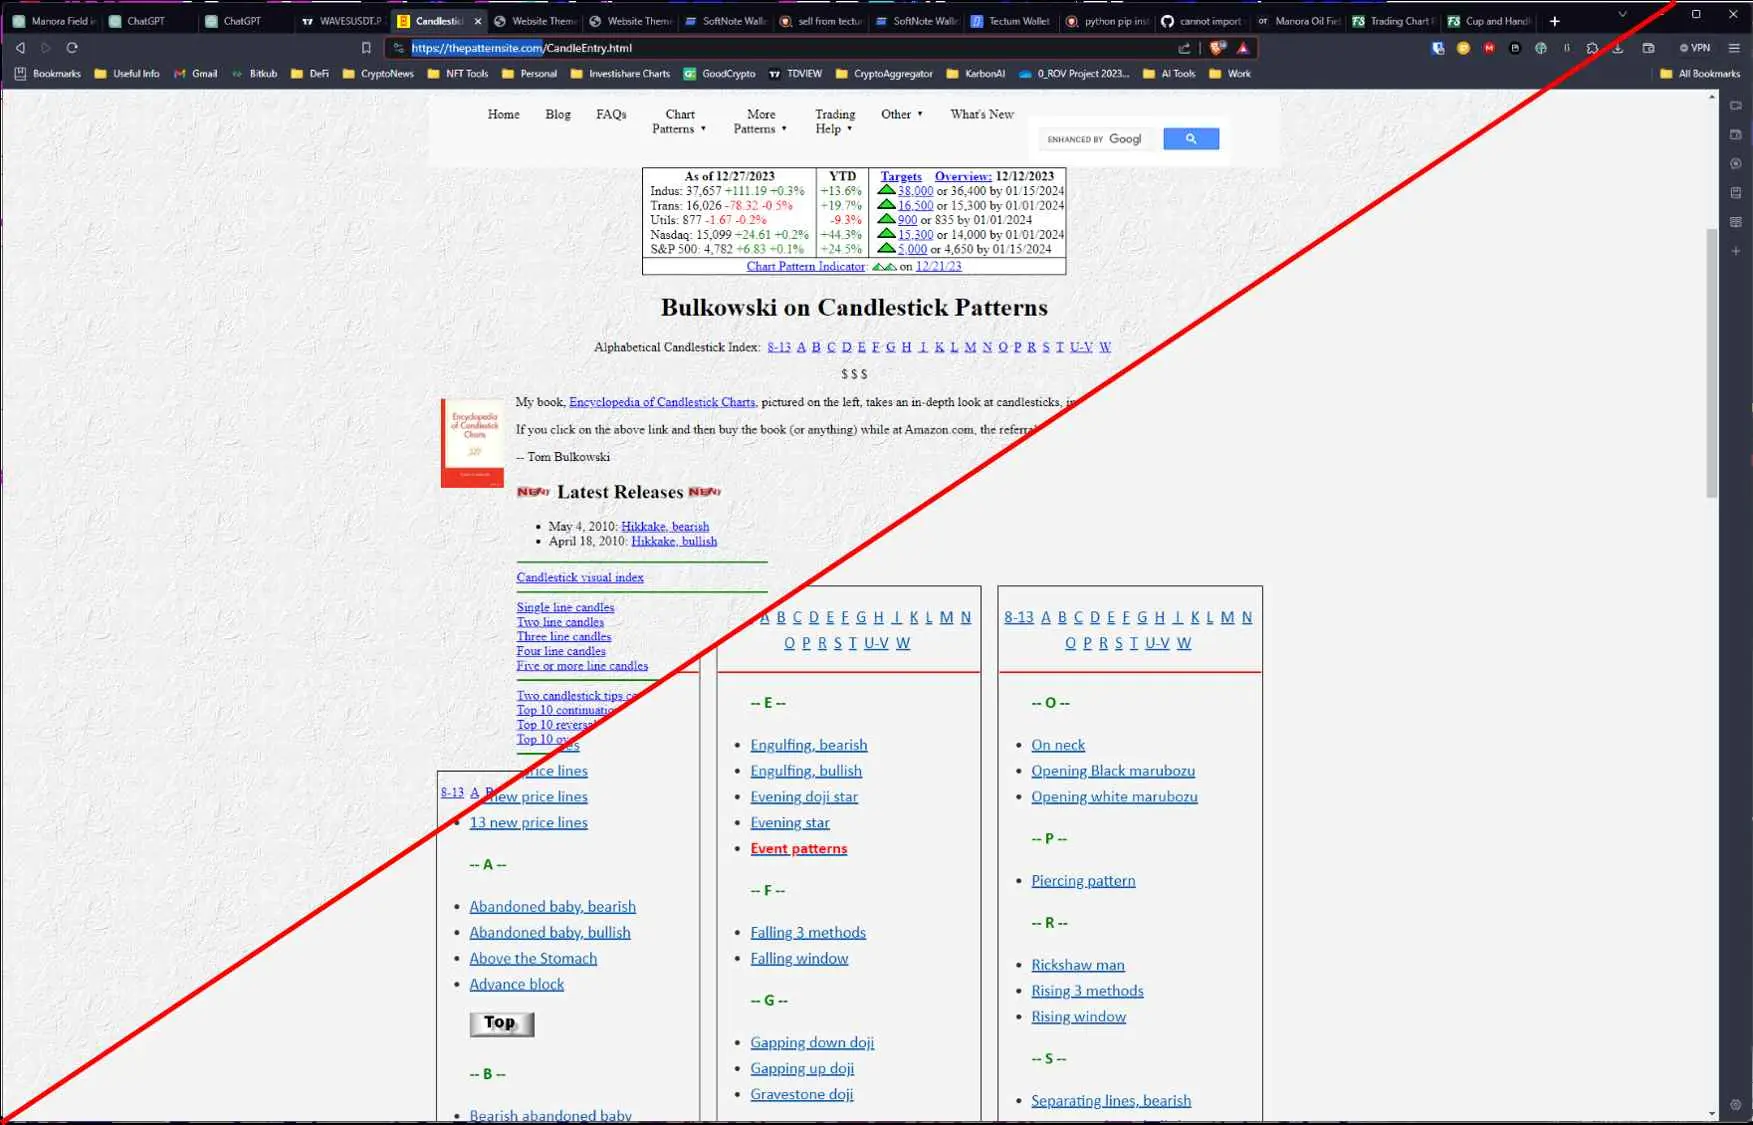 Manora Field in
ChatGPT
ChatGPT
WAVESUSDT.P
Candlestic
Website Them
Website Them
SoftNote Walle
sell from tectur
SoftNote Walle
Tectum Wallet
python pip inst
cannot import
Manora Oil Fiel
Trading Chart P
Cup and Handl
https://thepatternsite.com/CandleEntry.html
VPN
Bookmarks
Useful Info
Gmail
Bitkub
DeFi
CryptoNews
NFT Tools
Personal
Investishare Charts
GoodCrypto
TDVIEW
CryptoAggregator
KarbonAI
0_ROV Project 2023...
AI Tools
Work
All Bookmarks
Home
Blog
FAQs
Chart
Patterns
More
Patterns
Trading
Help
Other
What's New
ENHANCED BY Googl
As of 12/27/2023 YTD Targets Overview: 12/12/2023
Indus: 37,657 +111.19 +0.3% +13.6% 38,000 or 36,400 by 01/15/2024
Trans: 16,026 -78.32 -0.5% +19.7% 16,500 or 15,300 by 01/01/2024
Utils: 877 -1.67 -0.2% -9.3% 900 or 835 by 01/01/2024
Nasdaq: 15,099 +24.61 +0.2% +44.3% 15,300 or 14,000 by 01/01/2024
S&P 500: 4,782 +6.83 +0.1% +24.5% 5,000 or 4,650 by 01/15/2024
Chart Pattern Indicator: on 12/21/23
Bulkowski on Candlestick Patterns
Alphabetical Candlestick Index: 8-13 A B C D E F G H I K L M N O P R S T U-V W
$ $ $
Encyclopedia
of Candlestick
Charts
My book, Encyclopedia of Candlestick Charts, pictured on the left, takes an in-depth look at candlesticks, in
If you click on the above link and then buy the book (or anything) while at Amazon.com, the referra
-- Tom Bulkowski
NEW! Latest Releases NEW!
• May 4, 2010: Hikkake, bearish
• April 18, 2010: Hikkake, bullish
Candlestick visual index
Single line candles
Two line candles
Three line candles
Four line candles
Five or more line candles
Two candlestick tips co
Top 10 continuatio
Top 10 reversal
Top 10 ov
es
8-13 A B
rice lines
new price lines
• 13 new price lines
-- A --
• Abandoned baby, bearish
• Abandoned baby, bullish
• Above the Stomach
• Advance block
Top
-- B --
Bearish abandoned baby
A B C D E F G H I K L M N
O P R S T U-V W
-- E --
• Engulfing, bearish
• Engulfing, bullish
• Evening doji star
• Evening star
• Event patterns
-- F --
• Falling 3 methods
• Falling window
-- G --
• Gapping down doji
• Gapping up doji
• Gravestone doji
8-13 A B C D E F G H I K L M N
O P R S T U-V W
-- O --
• On neck
• Opening Black marubozu
• Opening white marubozu
-- P --
• Piercing pattern
-- R --
• Rickshaw man
• Rising 3 methods
• Rising window
-- S --
• Separating lines, bearish